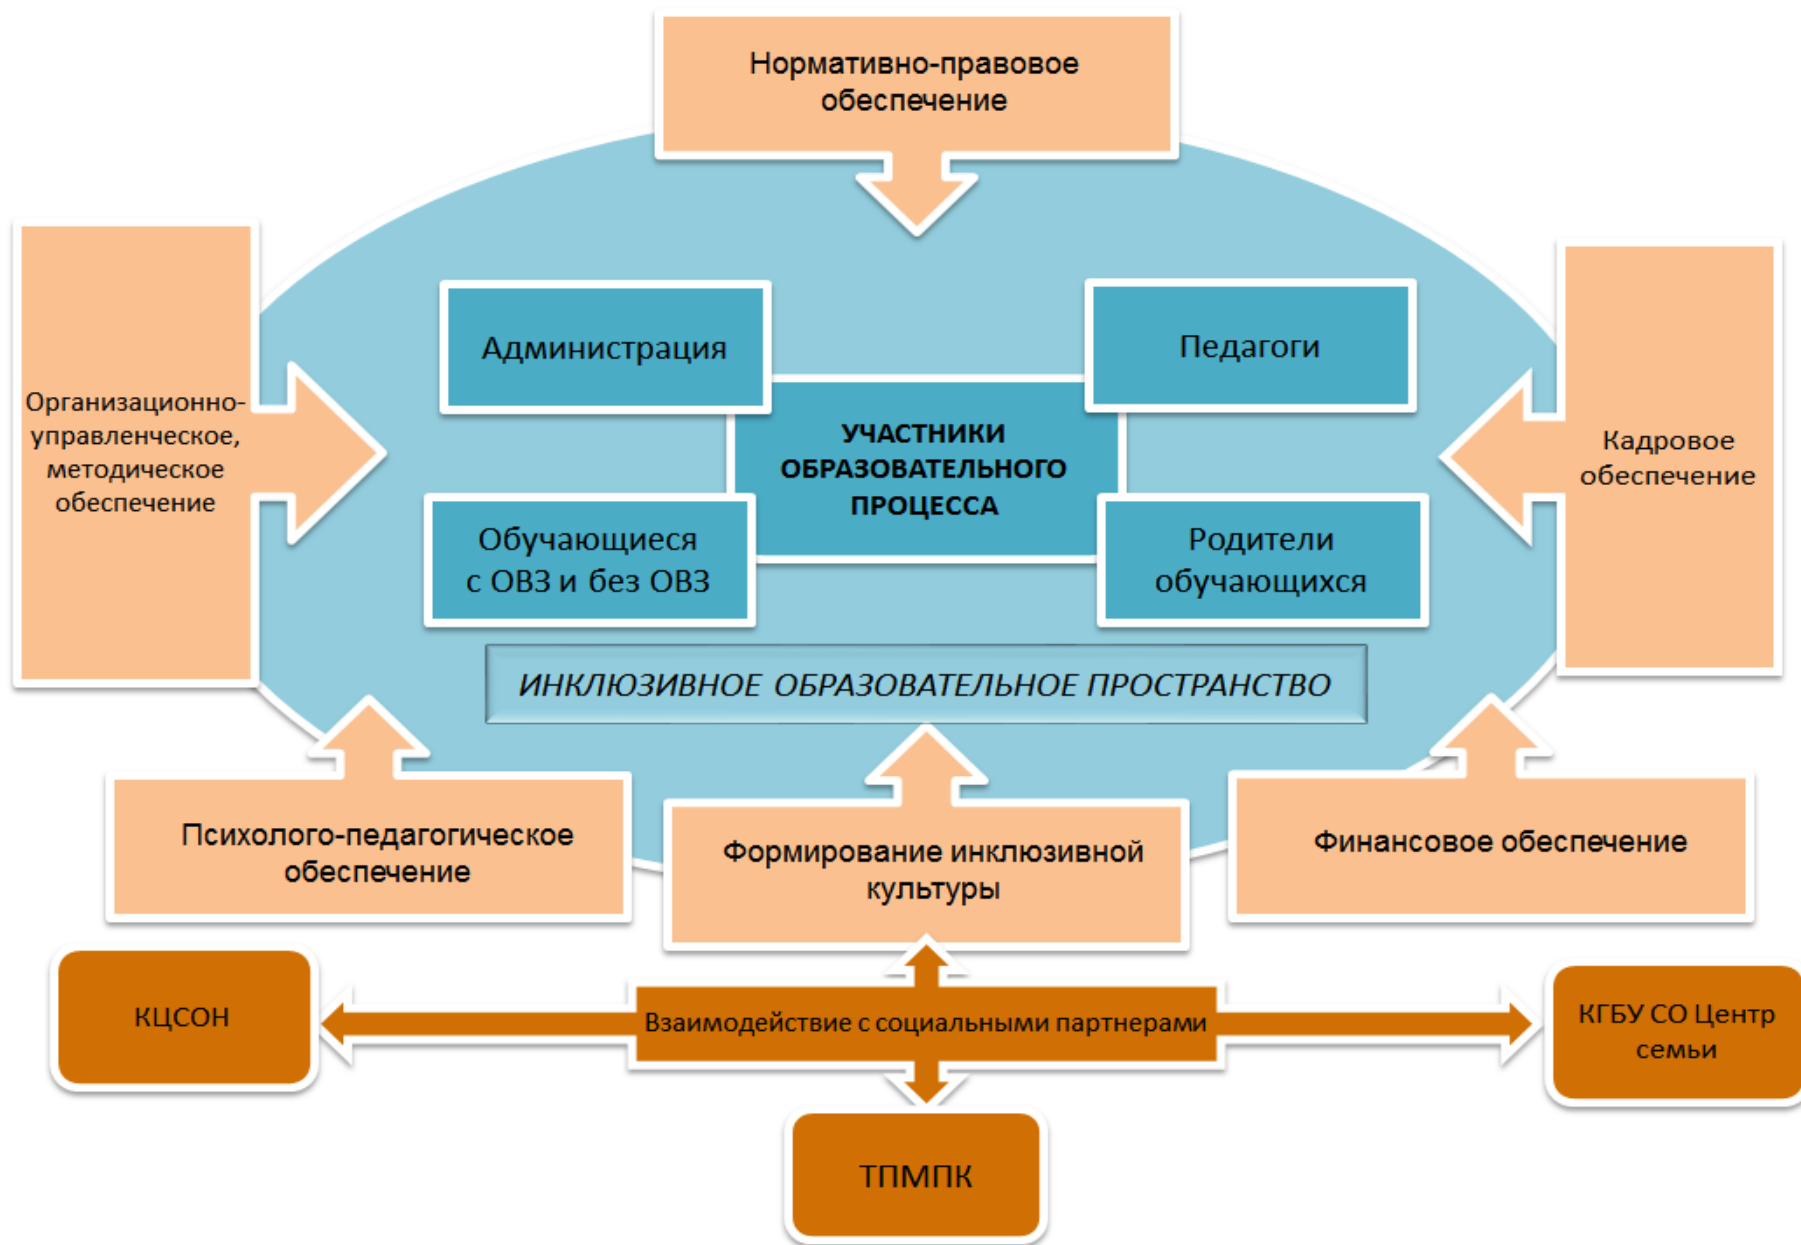 Нормативно-правовое
обеспечение
Администрация
Педагоги
Организационно-
управленческое,
методическое
обеспечение
УЧАСТНИКИ
ОБРАЗОВАТЕЛЬНОГО
ПРОЦЕССА
Кадровое
обеспечение
Обучающиеся
с ОВЗ и без ОВЗ
Родители
обучающихся
ИНКЛЮЗИВНОЕ ОБРАЗОВАТЕЛЬНОЕ ПРОСТРАНСТВО
Психолого-педагогическое
обеспечение
Формирование инклюзивной
культуры
Финансовое обеспечение
КЦСОН
Взаимодействие с социальными партнерами
КГБУ СО Центр
семьи
ТПМПК